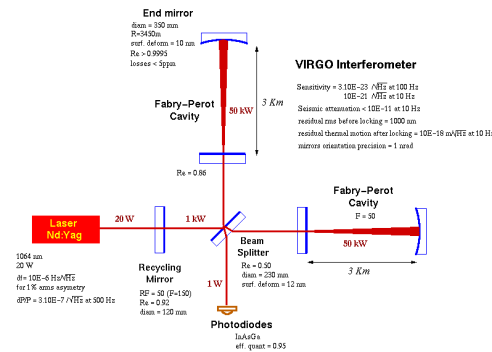 End mirror
diam = 350 mm
R=3450m
surf. deform = 10 nm
Re > 0.9995
losses < 5ppm
VIRGO Interferometer
Sensitivity = 3.10E-23 /√Hz at 100 Hz
10E-21 /√Hz at 10 Hz
Seismic attenuation < 10E-11 at 10 Hz
residual rms before locking = 1000 nm
residual thermal motion after locking = 10E-18 m/√Hz at 10 Hz
mirrors orientation precision = 1 nrad
Fabry-Perot
Cavity
50 kW
3 Km
Re = 0.86
Fabry-Perot
Cavity
F = 50
50 kW
3 Km
Laser
Nd:Yag
20 W
1 kW
1064 nm
20 W
df= 10E-6 Hz/√Hz
for 1% arms asymetry
dP/P = 3.10E-7 /√Hz at 500 Hz
Recycling
Mirror
RF = 50 (F=150)
Re = 0.92
diam = 120 mm
Beam
Splitter
Re = 0.50
diam = 230 mm
surf. deform = 12 nm
1 W
Photodiodes
InAsGa
eff. quant = 0.95